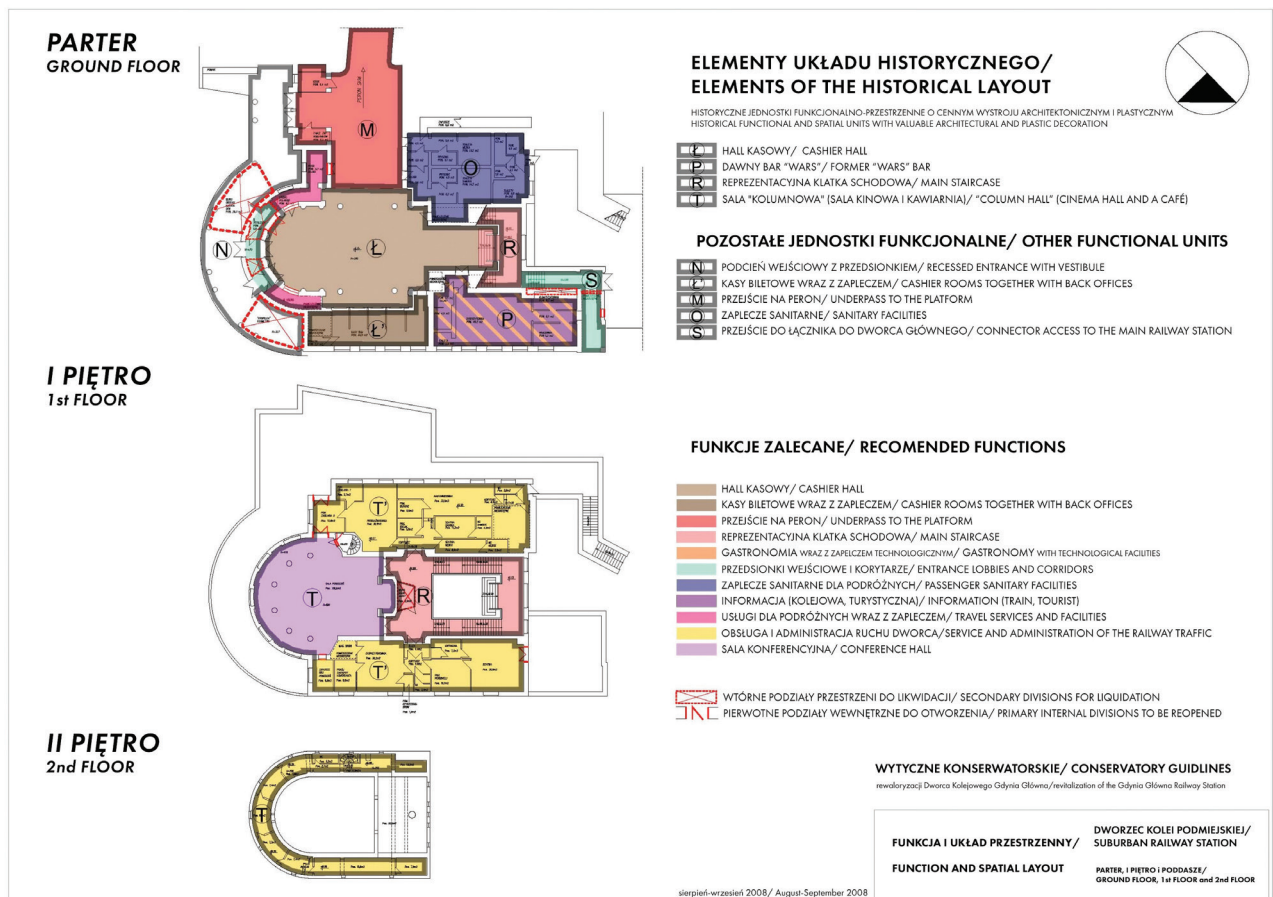 PARTER
GROUND FLOOR
PERON SKM
M
O
N
Ł
R
S
Ł'
P
I PIĘTRO
1st FLOOR
T'
T
R
T'
II PIĘTRO
2nd FLOOR
T
ELEMENTY UKŁADU HISTORYCZNEGO/
ELEMENTS OF THE HISTORICAL LAYOUT
HISTORYCZNE JEDNOSTKI FUNKCJONALNO-PRZESTRZENNE O CENNYM WYSTROJU ARCHITEKTONICZNYM I PLASTYCZNYM
HISTORICAL FUNCTIONAL AND SPATIAL UNITS WITH VALUABLE ARCHITECTURAL AND PLASTIC DECORATION
Ł HALL KASOWY/ CASHIER HALL
P DAWNY BAR "WARS"/ FORMER "WARS" BAR
R REPREZENTACYJNA KLATKA SCHODOWA/ MAIN STAIRCASE
T SALA "KOLUMNOWA" (SALA KINOWA I KAWIARNIA)/ "COLUMN HALL" (CINEMA HALL AND A CAFÉ)
POZOSTAŁE JEDNOSTKI FUNKCJONALNE/ OTHER FUNCTIONAL UNITS
N PODCIEŃ WEJŚCIOWY Z PRZEDSIONKIEM/ RECESSED ENTRANCE WITH VESTIBULE
Ł' KASY BILETOWE WRAZ Z ZAPLECZEM/ CASHIER ROOMS TOGETHER WITH BACK OFFICES
M PRZEJŚCIE NA PERON/ UNDERPASS TO THE PLATFORM
O ZAPLECZE SANITARNE/ SANITARY FACILITIES
S PRZEJŚCIE DO ŁĄCZNIKA DO DWORCA GŁÓWNEGO/ CONNECTOR ACCESS TO THE MAIN RAILWAY STATION
FUNKCJE ZALECANE/ RECOMENDED FUNCTIONS
HALL KASOWY/ CASHIER HALL
KASY BILETOWE WRAZ Z ZAPLECZEM/ CASHIER ROOMS TOGETHER WITH BACK OFFICES
PRZEJŚCIE NA PERON/ UNDERPASS TO THE PLATFORM
REPREZENTACYJNA KLATKA SCHODOWA/ MAIN STAIRCASE
GASTRONOMIA WRAZ Z ZAPELCZEM TECHNOLOGICZNYM/ GASTRONOMY WITH TECHNOLOGICAL FACILITIES
PRZEDSIONKI WEJŚCIOWE I KORYTARZE/ ENTRANCE LOBBIES AND CORRIDORS
ZAPLECZE SANITARNE DLA PODRÓŻNYCH/ PASSENGER SANITARY FACILITIES
INFORMACJA (KOLEJOWA, TURYSTYCZNA)/ INFORMATION (TRAIN, TOURIST)
USŁUGI DLA PODRÓŻNYCH WRAZ Z ZAPLECZEM/ TRAVEL SERVICES AND FACILITIES
OBSŁUGA I ADMINISTRACJA RUCHU DWORCA/SERVICE AND ADMINISTRATION OF THE RAILWAY TRAFFIC
SALA KONFERENCYJNA/ CONFERENCE HALL
WTÓRNE PODZIAŁY PRZESTRZENI DO LIKWIDACJI/ SECONDARY DIVISIONS FOR LIQUIDATION
PIERWOTNE PODZIAŁY WEWNĘTRZNE DO OTWORZENIA/ PRIMARY INTERNAL DIVISIONS TO BE REOPENED
WYTYCZNE KONSERWATORSKIE/ CONSERVATORY GUIDLINES
rewaloryzacji Dworca Kolejowego Gdynia Główna/revitalization of the Gdynia Główna Railway Station
FUNKCJA I UKŁAD PRZESTRZENNY/
FUNCTION AND SPATIAL LAYOUT
DWORZEC KOLEI PODMIEJSKIEJ/
SUBURBAN RAILWAY STATION
PARTER, I PIĘTRO i PODDASZE/
GROUND FLOOR, 1st FLOOR and 2nd FLOOR
sierpień-wrzesień 2008/ August-September 2008